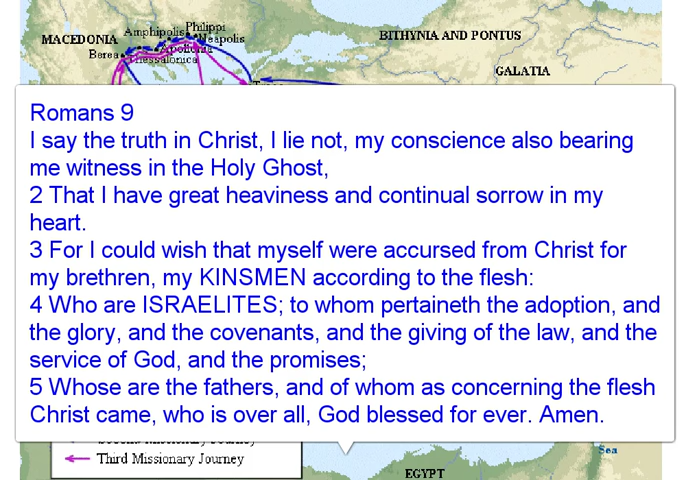 Philippi
Amphipolis
Neapolis
MACEDONIA
BITHYNIA AND PONTUS
Apollonia
Berea
Thessalonica
GALATIA
Romans 9
I say the truth in Christ, I lie not, my conscience also bearing
me witness in the Holy Ghost,
2 That I have great heaviness and continual sorrow in my
heart.
3 For I could wish that myself were accursed from Christ for
my brethren, my KINSMEN according to the flesh:
4 Who are ISRAELITES; to whom pertaineth the adoption, and
the glory, and the covenants, and the giving of the law, and the
service of God, and the promises;
5 Whose are the fathers, and of whom as concerning the flesh
Christ came, who is over all, God blessed for ever. Amen.
Second Missionary Journey
Third Missionary Journey
Sea
EGYPT